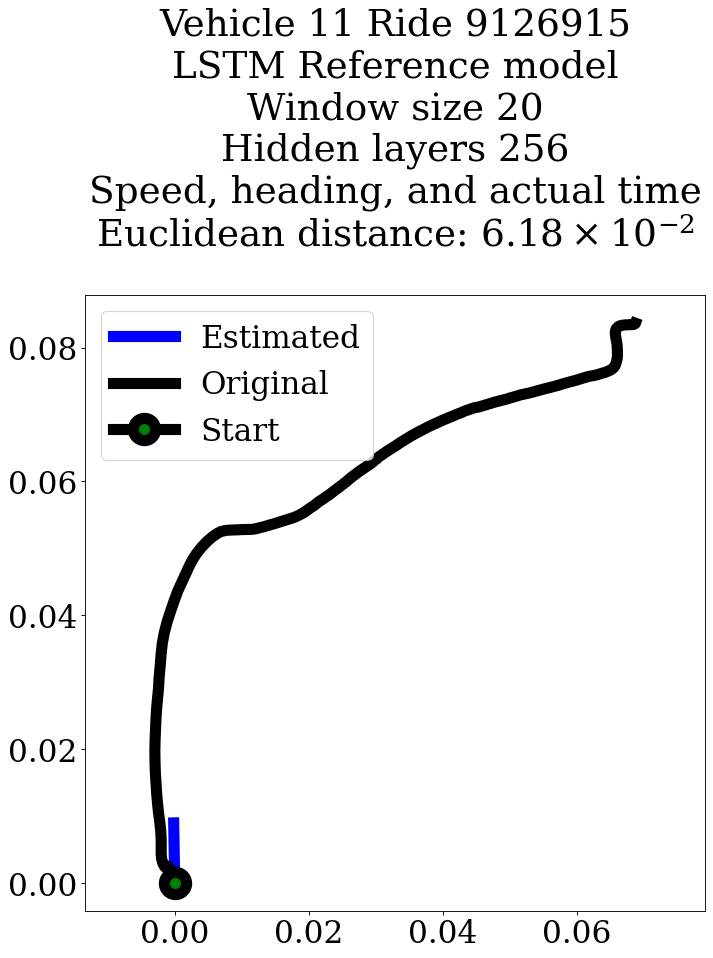 Vehicle 11 Ride 9126915
LSTM Reference model
Window size 20
Hidden layers 256
Speed, heading, and actual time
Euclidean distance: 6.18 × 10⁻²
Estimated
Original
Start
0.08
0.06
0.04
0.02
0.00
0.00 0.02 0.04 0.06